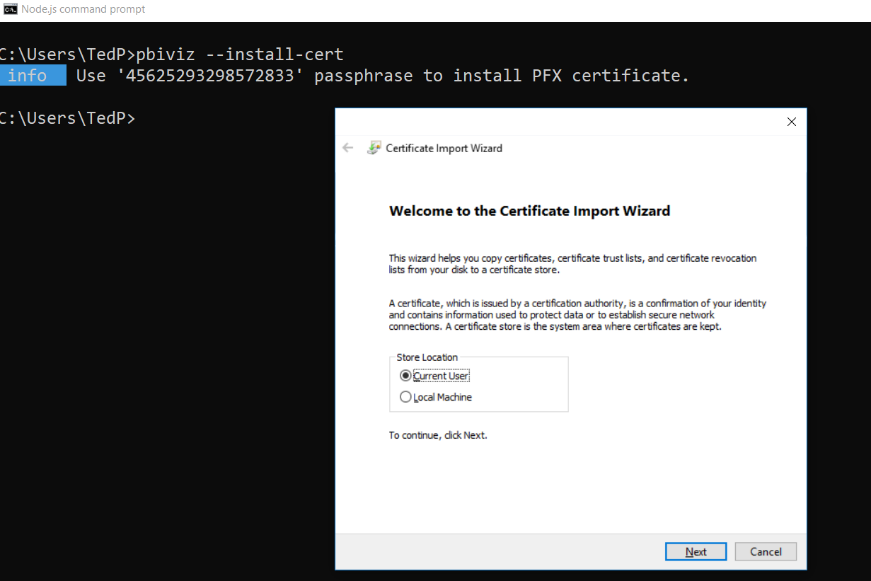 Node.js command prompt
C:\Users\TedP>pbiviz --install-cert
info Use '45625293298572833' passphrase to install PFX certificate.
C:\Users\TedP>
Certificate Import Wizard
Welcome to the Certificate Import Wizard
This wizard helps you copy certificates, certificate trust lists, and certificate revocation
lists from your disk to a certificate store.
A certificate, which is issued by a certification authority, is a confirmation of your identity
and contains information used to protect data or to establish secure network
connections. A certificate store is the system area where certificates are kept.
Store Location
Current User
Local Machine
To continue, click Next.
Next Cancel